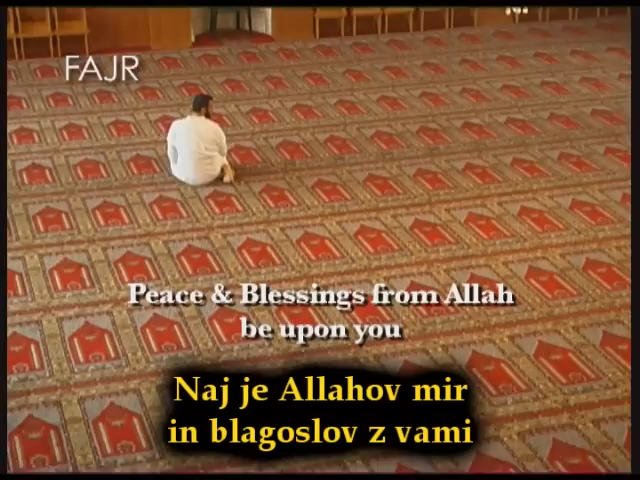 FAJR
Peace & Blessings from Allah
be upon you
Naj je Allahov mir
in blagoslov z vami